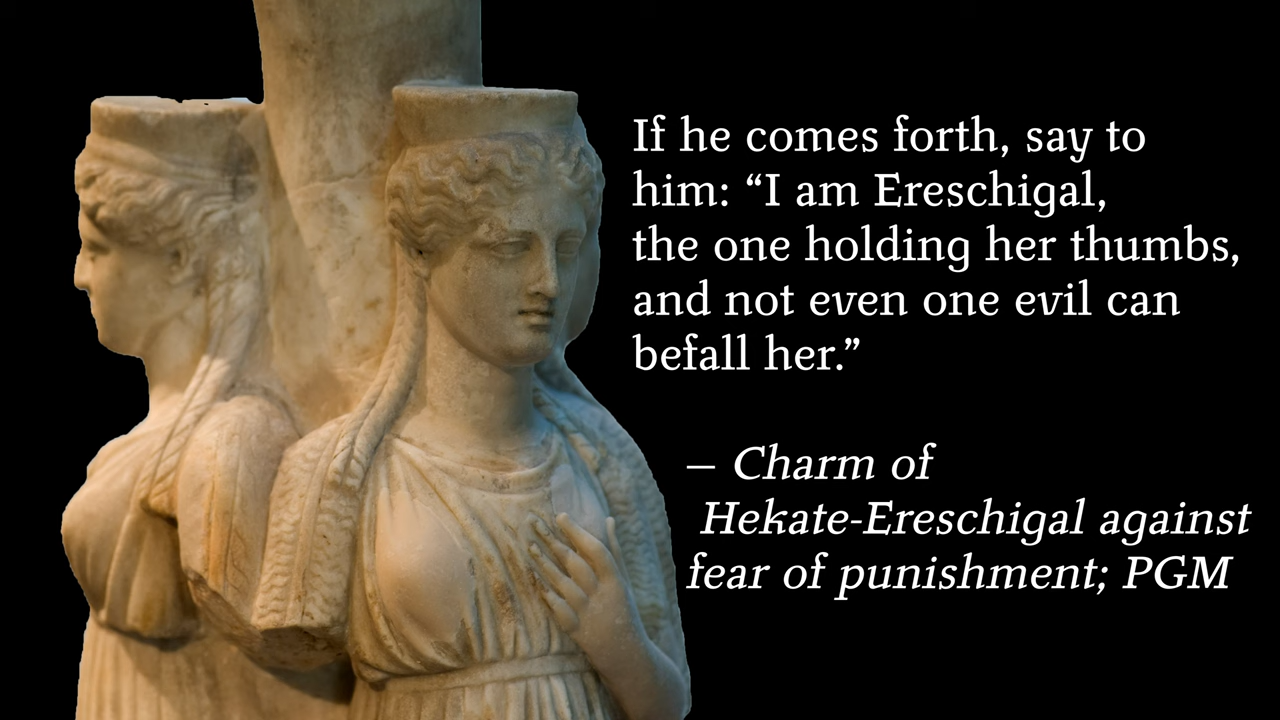 If he comes forth, say to
him: “I am Ereschigal,
the one holding her thumbs,
and not even one evil can
befall her.”
– Charm of
Hekate-Ereschigal against
fear of punishment; PGM